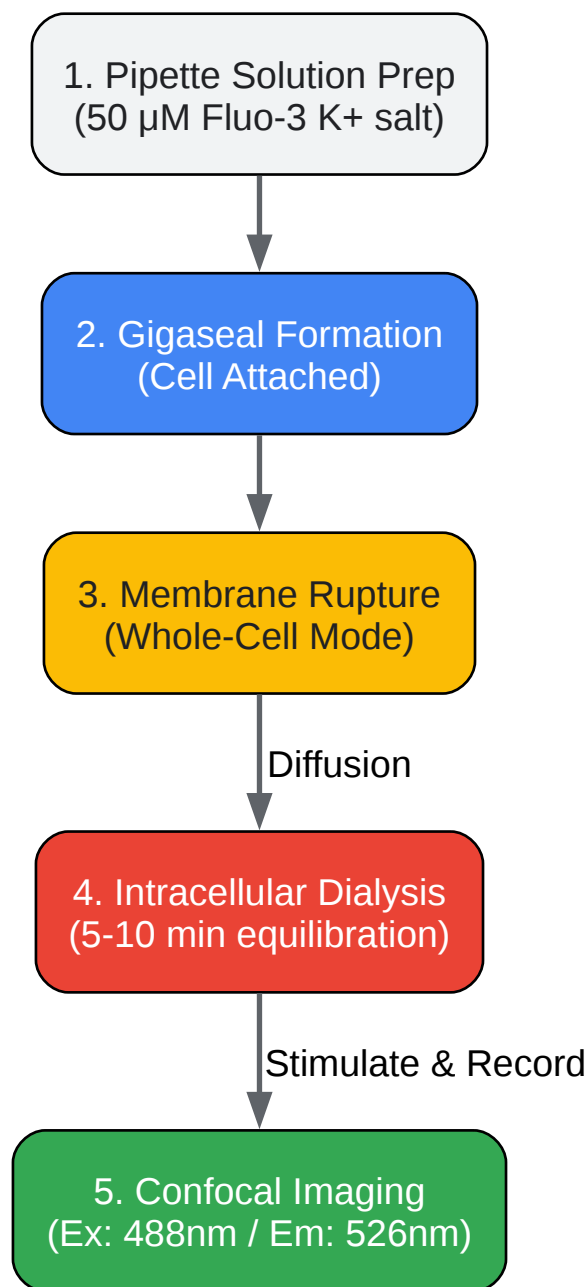 1. Pipette Solution Prep
(50 μM Fluo-3 K+ salt)
2. Gigaseal Formation
(Cell Attached)
3. Membrane Rupture
(Whole-Cell Mode)
Diffusion
4. Intracellular Dialysis
(5-10 min equilibration)
Stimulate & Record
5. Confocal Imaging
(Ex: 488nm / Em: 526nm)